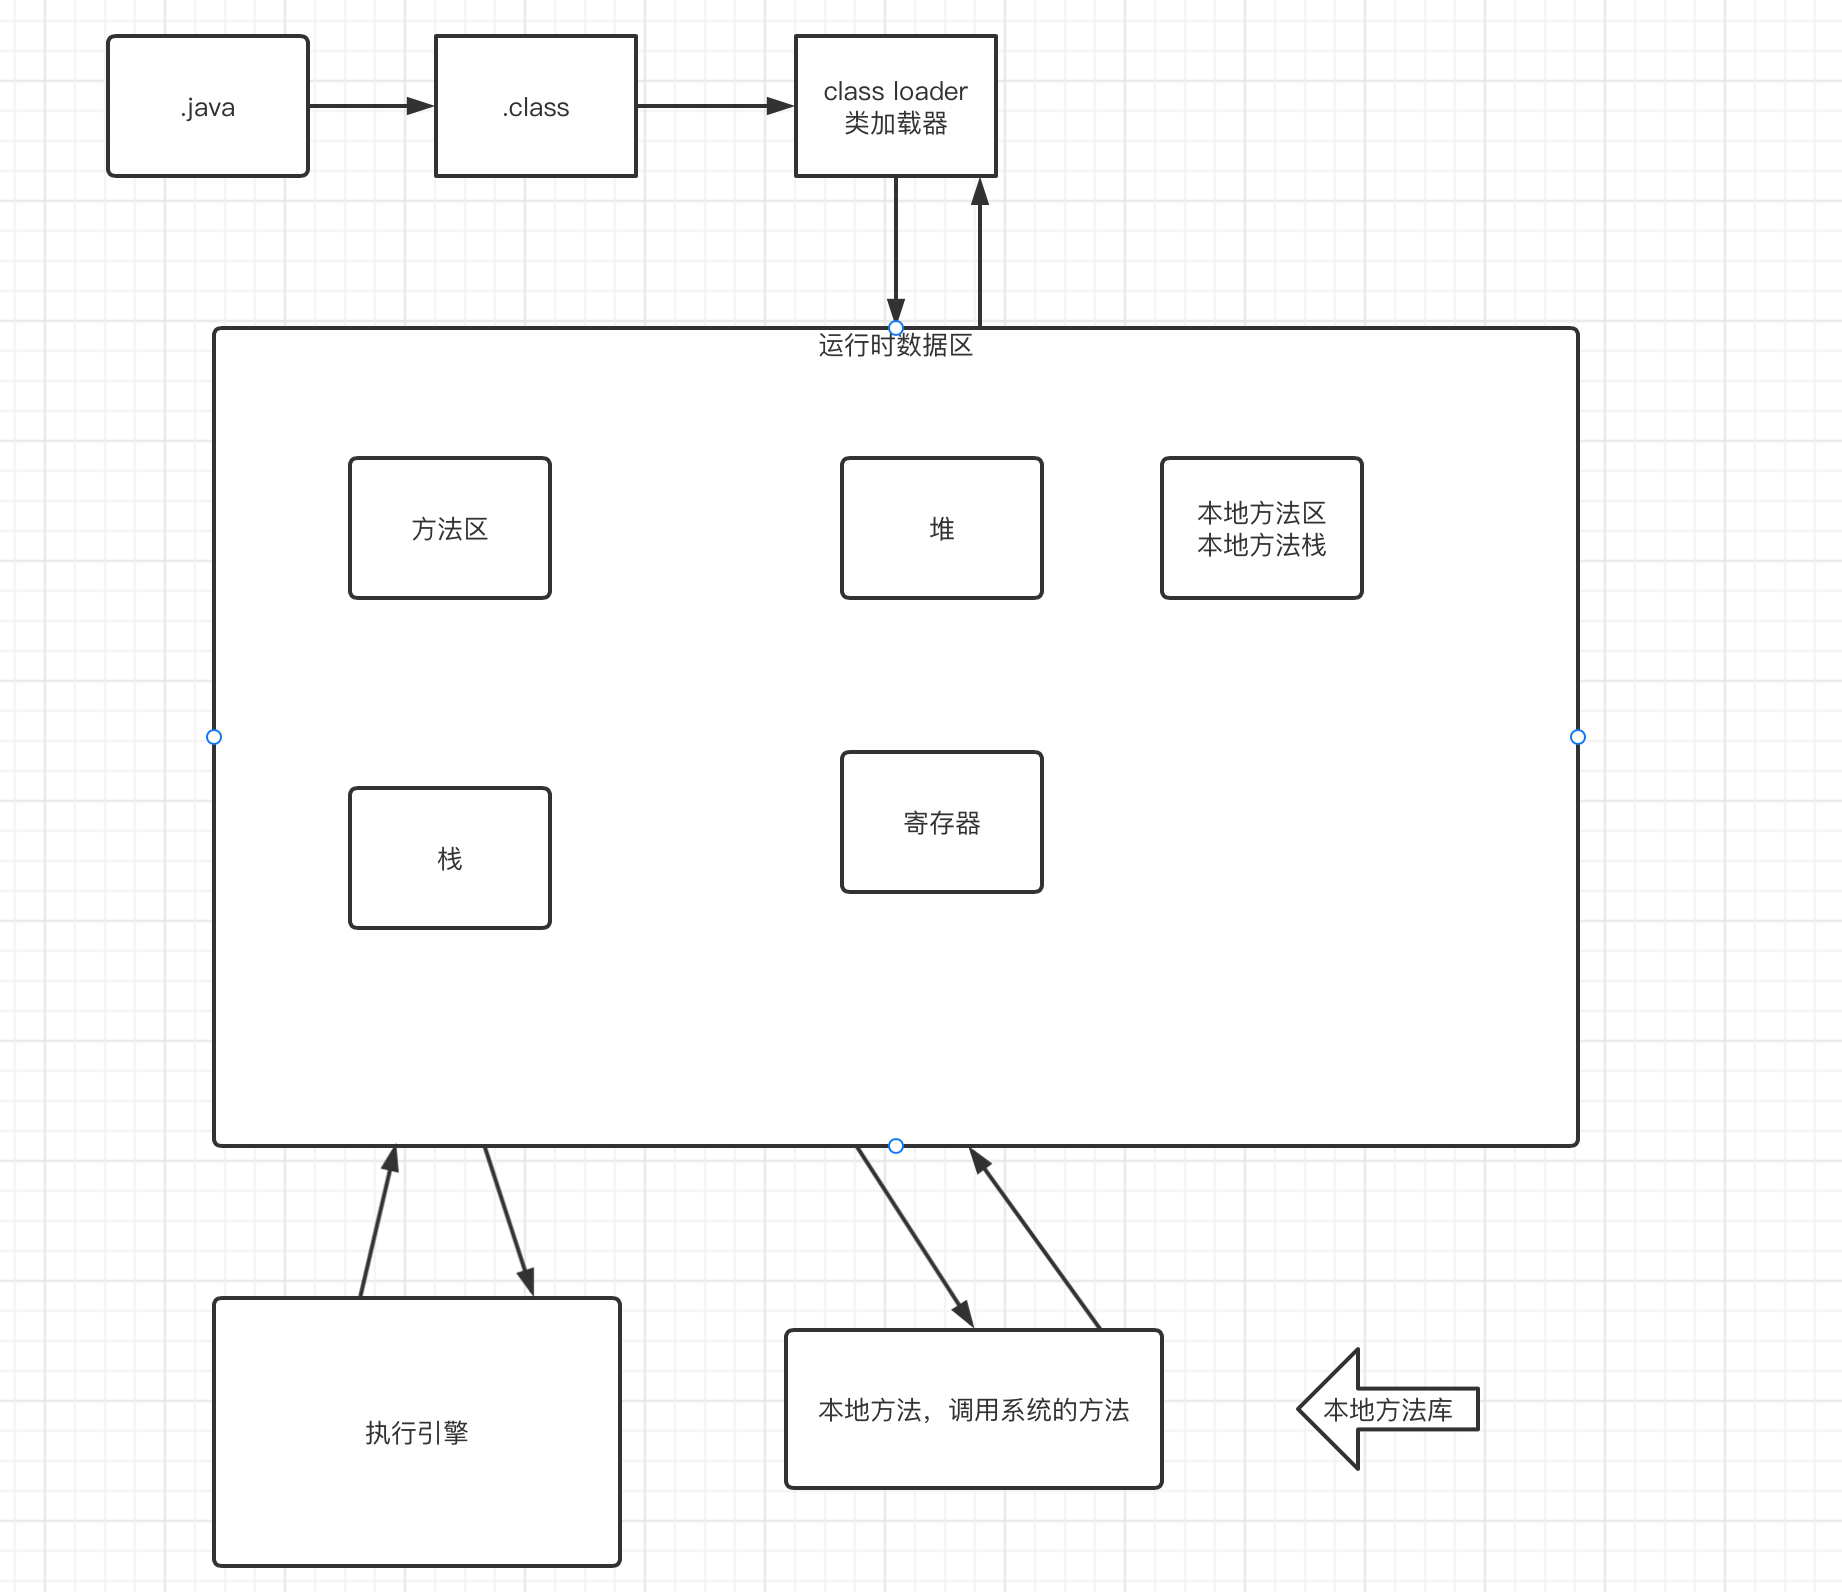 .java
.class
class loader
类加载器
运行时数据区
方法区
堆
本地方法区
本地方法栈
栈
寄存器
执行引擎
本地方法，调用系统的方法
本地方法库